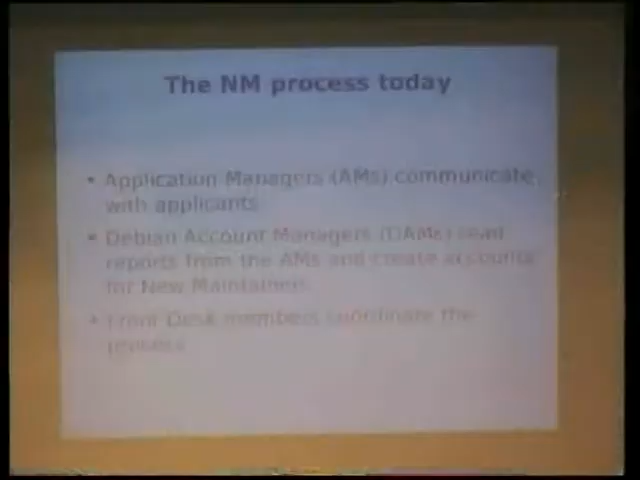 The NM process today
• Application Managers (AMs) communicate
with applicants
• Debian Account Managers (DAMs) read
reports from the AMs and create accounts
for New Maintainers
• Front Desk members coordinate the
process